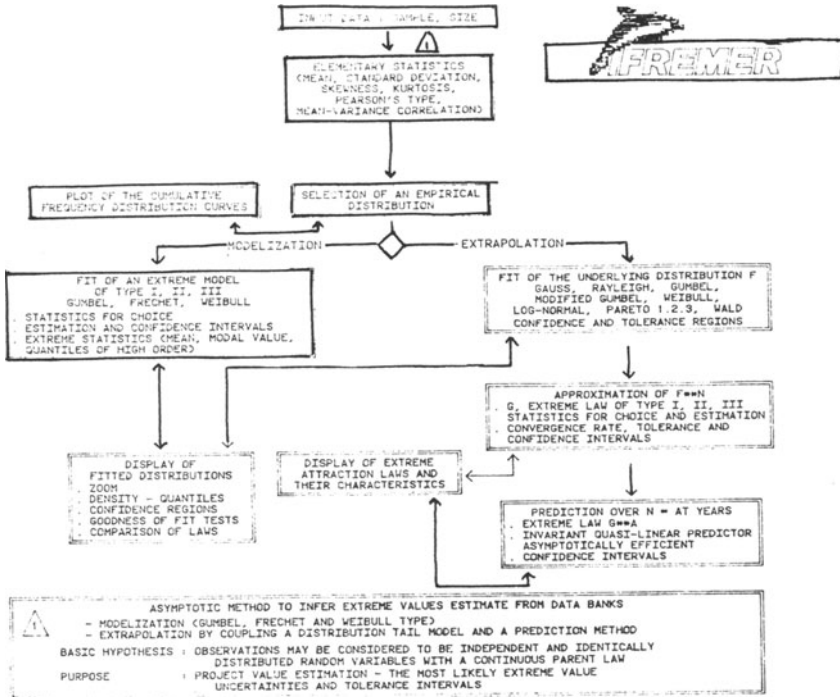 INPUT DATA : SAMPLE, SIZE
1
IFREMER
ELEMENTARY STATISTICS
(MEAN, STANDARD DEVIATION,
SKEWNESS, KURTOSIS,
PEARSON'S TYPE,
MEAN-VARIANCE CORRELATION)
PLOT OF THE CUMULATIVE
FREQUENCY DISTRIBUTION CURVES
SELECTION OF AN EMPIRICAL
DISTRIBUTION
MODELIZATION
EXTRAPOLATION
FIT OF AN EXTREME MODEL
OF TYPE I, II, III
GUMBEL, FRECHET, WEIBULL
. STATISTICS FOR CHOICE
. ESTIMATION AND CONFIDENCE INTERVALS
. EXTREME STATISTICS (MEAN, MODAL VALUE,
QUANTILES OF HIGH ORDER)
FIT OF THE UNDERLYING DISTRIBUTION F
GAUSS, RAYLEIGH, GUMBEL,
MODIFIED GUMBEL, WEIBULL,
LOG-NORMAL, PARETO 1.2.3, WALD
CONFIDENCE AND TOLERANCE REGIONS
APPROXIMATION OF F**N
. G, EXTREME LAW OF TYPE I, II, III
STATISTICS FOR CHOICE AND ESTIMATION
. CONVERGENCE RATE, TOLERANCE AND
CONFIDENCE INTERVALS
DISPLAY OF
FITTED DISTRIBUTIONS
. ZOOM
. DENSITY - QUANTILES
. CONFIDENCE REGIONS
. GOODNESS OF FIT TESTS
. COMPARISON OF LAWS
DISPLAY OF EXTREME
ATTRACTION LAWS AND
THEIR CHARACTERISTICS
PREDICTION OVER N = AT YEARS
. EXTREME LAW G**A
. INVARIANT QUASI-LINEAR PREDICTOR
ASYMPTOTICALLY EFFICIENT
. CONFIDENCE INTERVALS
1
ASYMPTOTIC METHOD TO INFER EXTREME VALUES ESTIMATE FROM DATA BANKS
- MODELIZATION (GUMBEL, FRECHET AND WEIBULL TYPE)
- EXTRAPOLATION BY COUPLING A DISTRIBUTION TAIL MODEL AND A PREDICTION METHOD
BASIC HYPOTHESIS : OBSERVATIONS MAY BE CONSIDERED TO BE INDEPENDENT AND IDENTICALLY
DISTRIBUTED RANDOM VARIABLES WITH A CONTINUOUS PARENT LAW
PURPOSE : PROJECT VALUE ESTIMATION - THE MOST LIKELY EXTREME VALUE
UNCERTAINTIES AND TOLERANCE INTERVALS